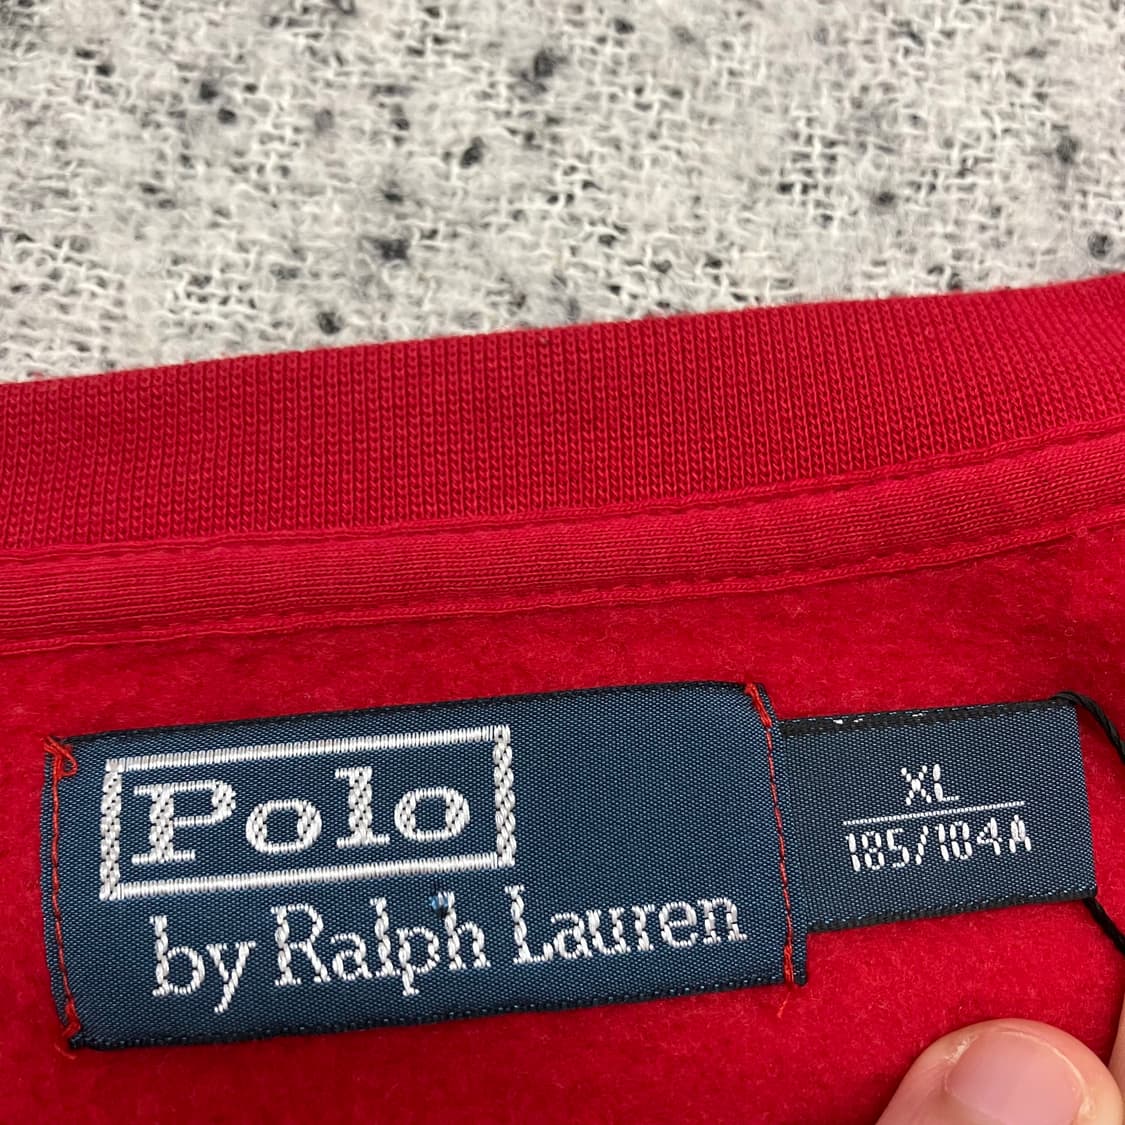 Polo
by Ralph Lauren
XL
185/104A